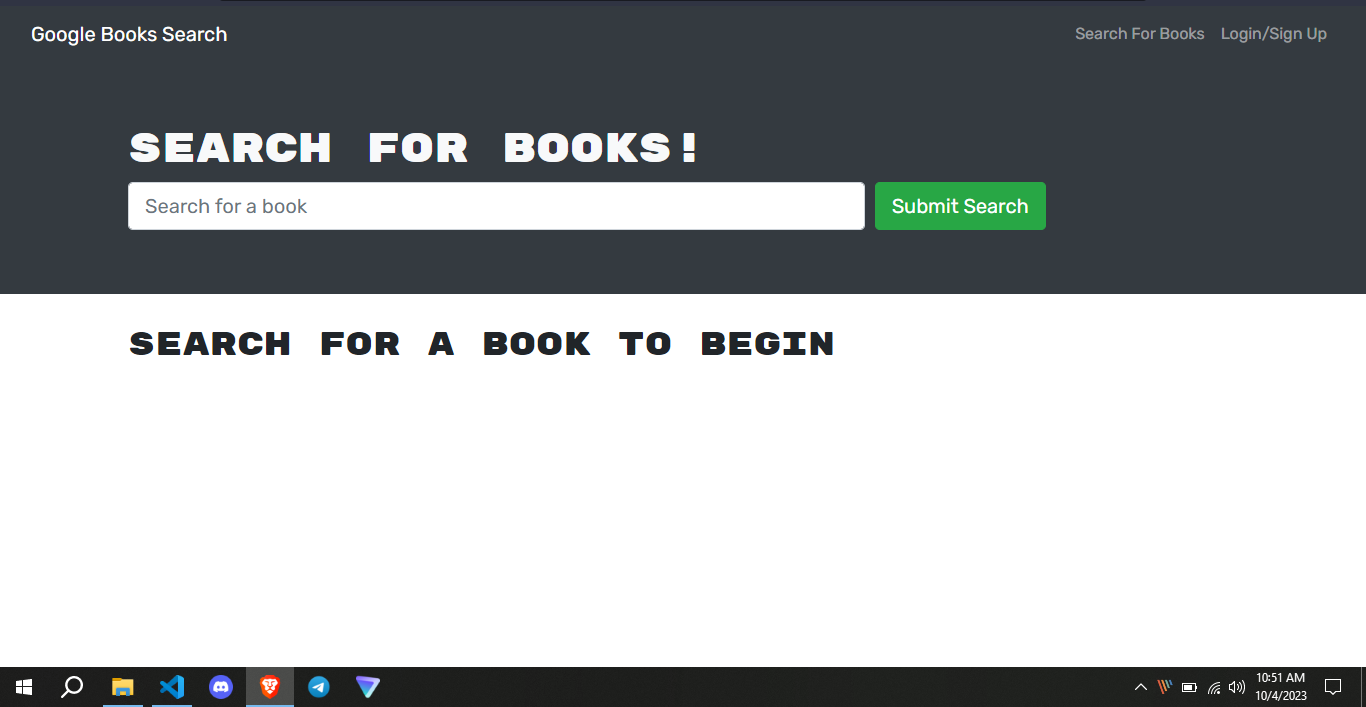 Google Books Search
Search For Books
Login/Sign Up
SEARCH FOR BOOKS!
Search for a book
Submit Search
SEARCH FOR A BOOK TO BEGIN
10:51 AM
10/4/2023